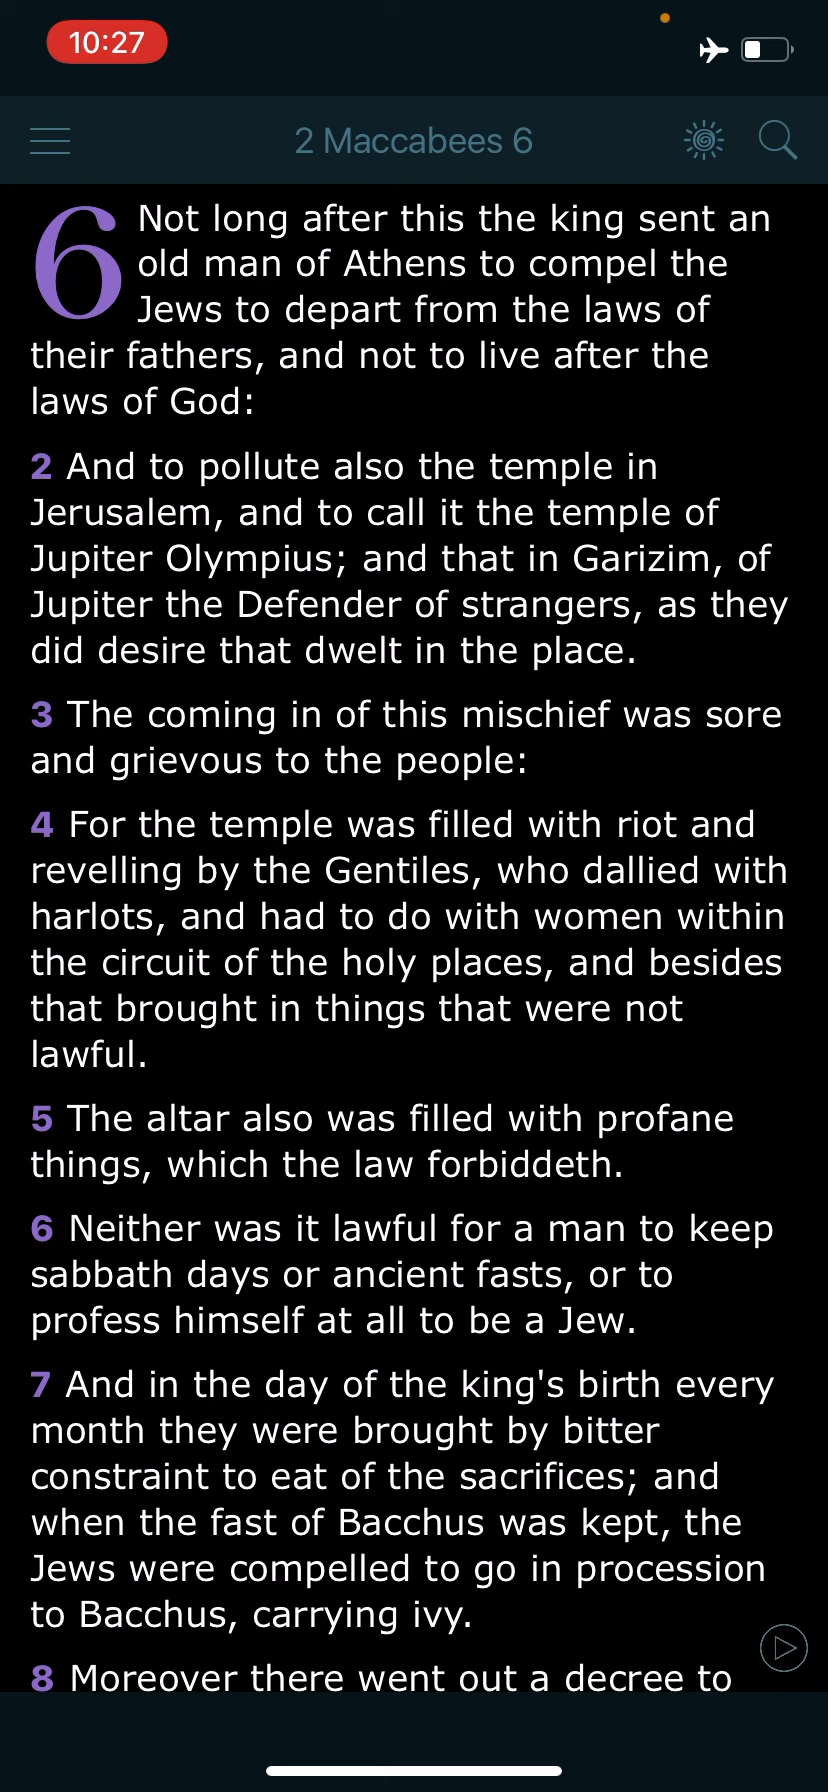 10:27
2 Maccabees 6
6 Not long after this the king sent an
old man of Athens to compel the
Jews to depart from the laws of
their fathers, and not to live after the
laws of God:
2 And to pollute also the temple in
Jerusalem, and to call it the temple of
Jupiter Olympius; and that in Garizim, of
Jupiter the Defender of strangers, as they
did desire that dwelt in the place.
3 The coming in of this mischief was sore
and grievous to the people:
4 For the temple was filled with riot and
revelling by the Gentiles, who dallied with
harlots, and had to do with women within
the circuit of the holy places, and besides
that brought in things that were not
lawful.
5 The altar also was filled with profane
things, which the law forbiddeth.
6 Neither was it lawful for a man to keep
sabbath days or ancient fasts, or to
profess himself at all to be a Jew.
7 And in the day of the king's birth every
month they were brought by bitter
constraint to eat of the sacrifices; and
when the fast of Bacchus was kept, the
Jews were compelled to go in procession
to Bacchus, carrying ivy.
8 Moreover there went out a decree to